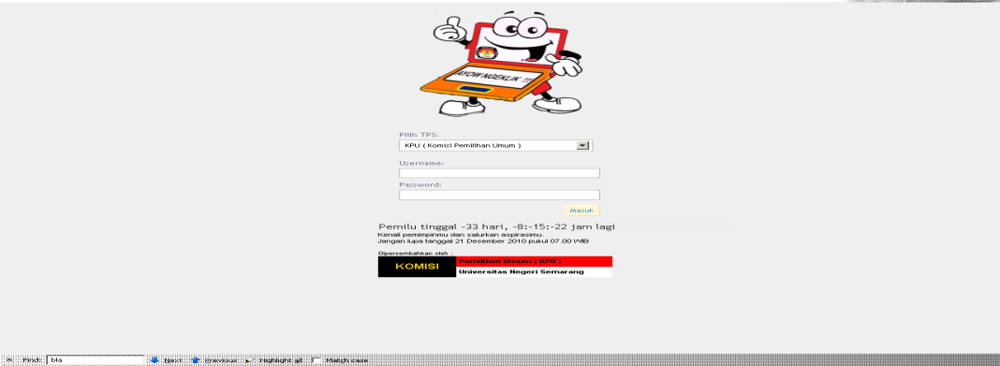 AYOWW NGEKLIK !!!
Pilih TPS:
KPU ( Komisi Pemilihan Umum )
Username:
Password:
Masuk
Pemilu tinggal -33 hari, -8:-15:-22 jam lagi
Kenali pemimpinmu dan salurkan aspirasimu.
Jangan lupa tanggal 21 Desember 2010 pukul 07.00 WIB
Dipersembahkan oleh :
KOMISI Pemilihan Umum ( KPU )
Universitas Negeri Semarang
Find: bla Next Previous Highlight all Match case